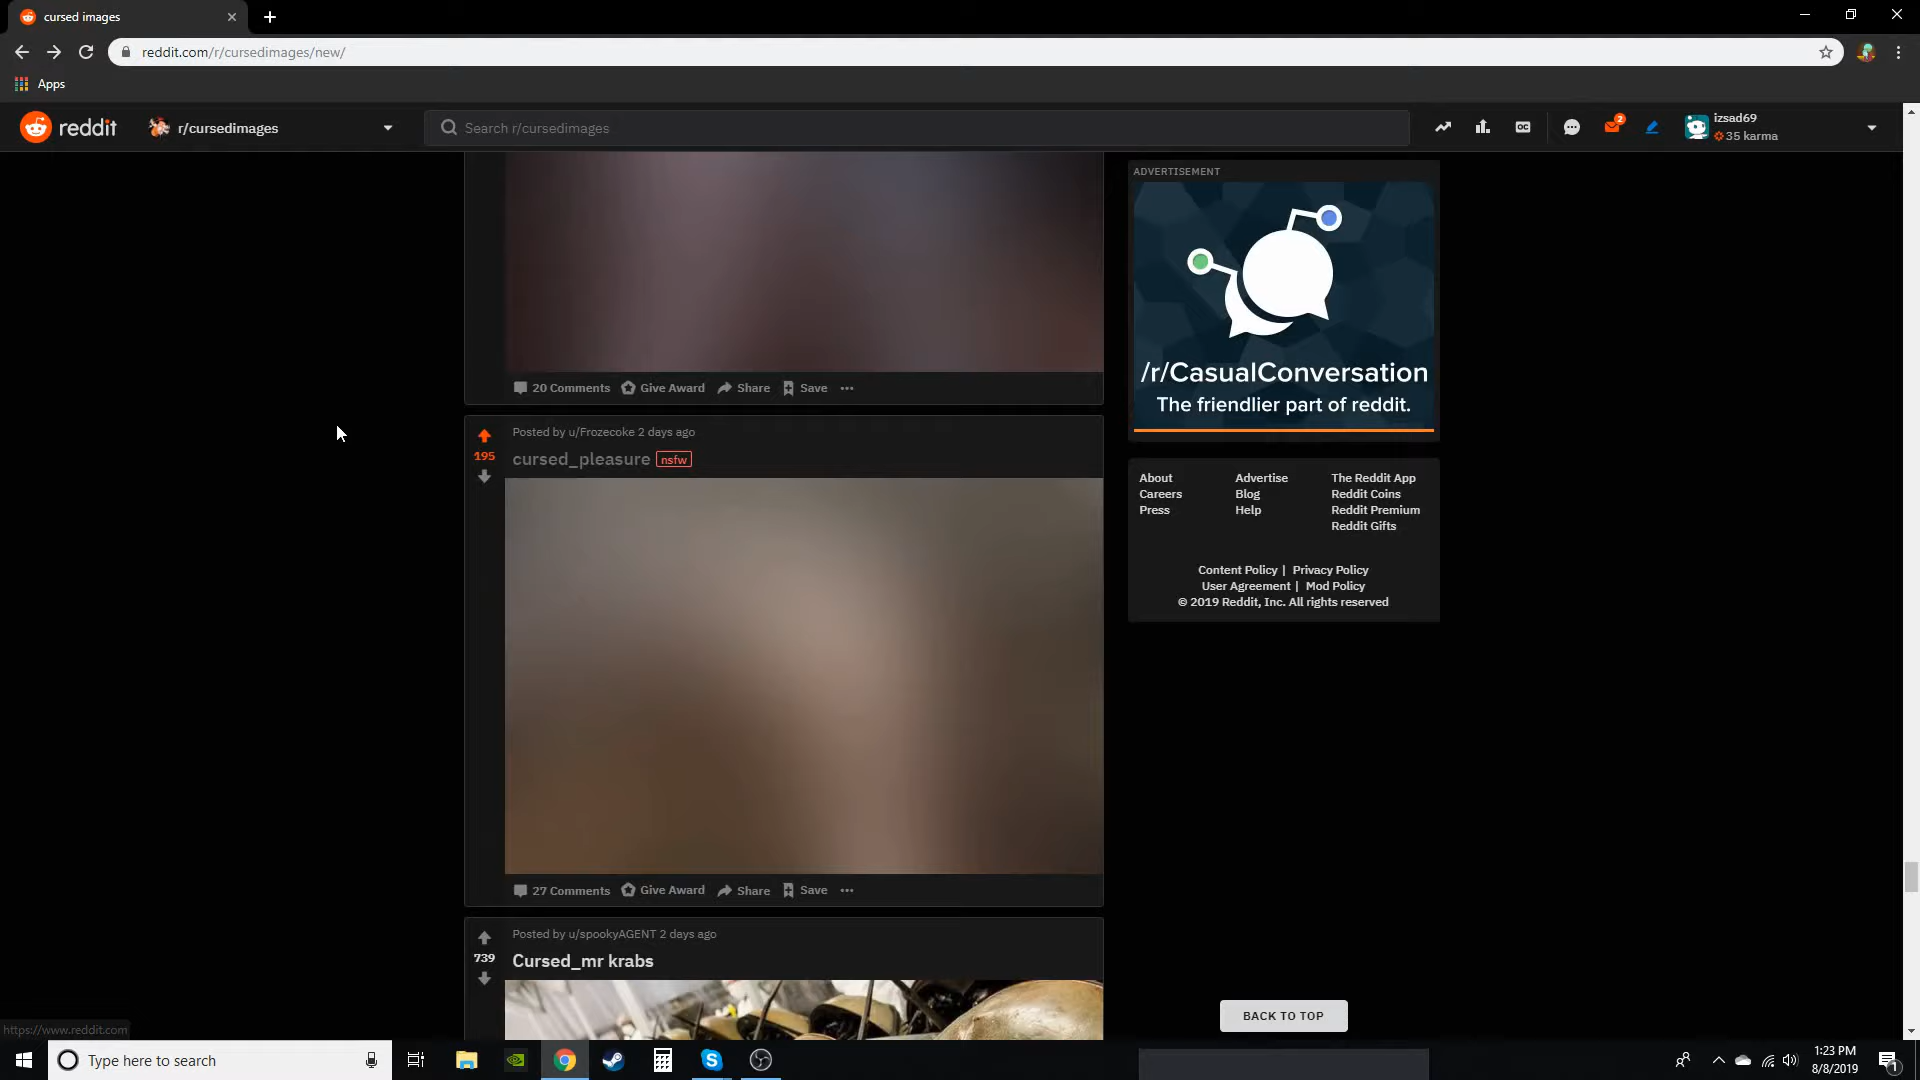 cursed images
reddit.com/r/cursedimages/new/
Apps
reddit
r/cursedimages
Search r/cursedimages
2
izsad69
35 karma
20 Comments Give Award Share Save
Posted by u/Frozecoke 2 days ago
195
cursed_pleasure nsfw
27 Comments Give Award Share Save
Posted by u/spookyAGENT 2 days ago
739
Cursed_mr krabs
ADVERTISEMENT
/r/CasualConversation
The friendlier part of reddit.
About Advertise The Reddit App
Careers Blog Reddit Coins
Press Help Reddit Premium
Reddit Gifts
Content Policy | Privacy Policy
User Agreement | Mod Policy
© 2019 Reddit, Inc. All rights reserved
BACK TO TOP
https://www.reddit.com
Type here to search
1:23 PM
8/8/2019
1